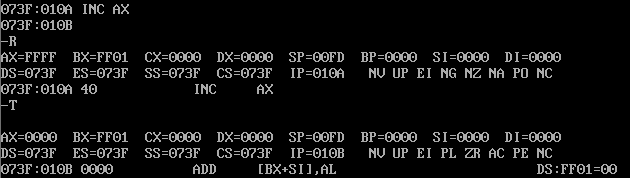 073F:010A INC AX
073F:010B
-R
AX=FFFF BX=FF01 CX=0000 DX=0000 SP=00FD BP=0000 SI=0000 DI=0000
DS=073F ES=073F SS=073F CS=073F IP=010A NV UP EI NG NZ NA PO NC
073F:010A 40 INC AX
-T
AX=0000 BX=FF01 CX=0000 DX=0000 SP=00FD BP=0000 SI=0000 DI=0000
DS=073F ES=073F SS=073F CS=073F IP=010B NV UP EI PL ZR AC PE NC
073F:010B 0000 ADD [BX+SI],AL DS:FF01=00